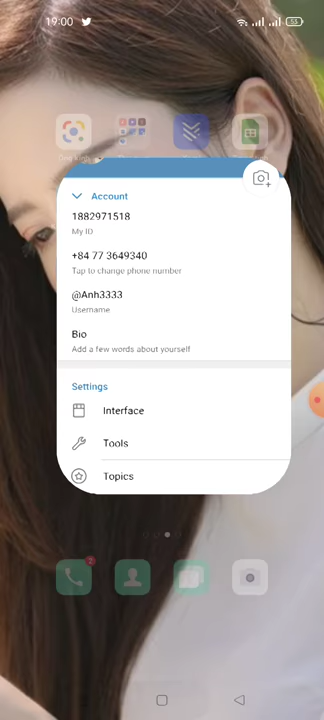 19:00
55
Account
1882971518
My ID
+84 77 3649340
Tap to change phone number
@Anh3333
Username
Bio
Add a few words about yourself
Settings
Interface
Tools
Topics